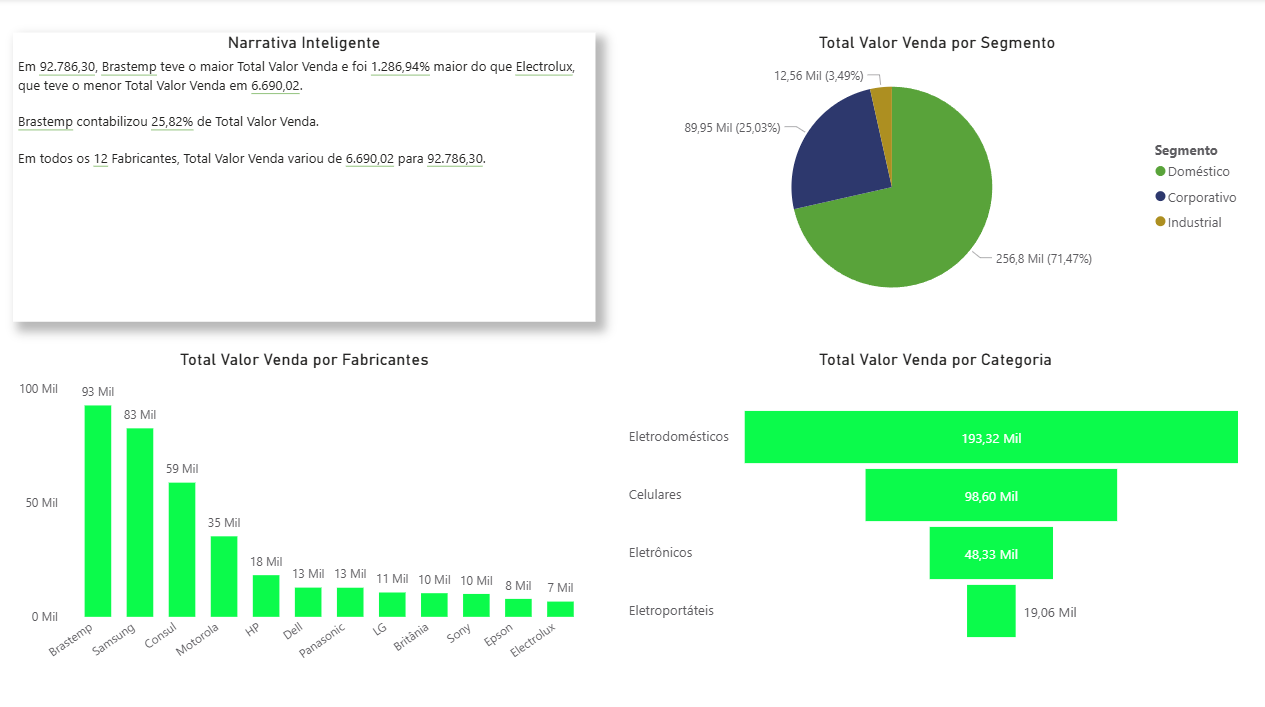 Narrativa Inteligente
Em 92.786,30, Brastemp teve o maior Total Valor Venda e foi 1.286,94% maior do que Electrolux,
que teve o menor Total Valor Venda em 6.690,02.
Brastemp contabilizou 25,82% de Total Valor Venda.
Em todos os 12 Fabricantes, Total Valor Venda variou de 6.690,02 para 92.786,30.
Total Valor Venda por Segmento
12,56 Mil (3,49%)
89,95 Mil (25,03%)
256,8 Mil (71,47%)
Segmento
Doméstico
Corporativo
Industrial
Total Valor Venda por Fabricantes
100 Mil
50 Mil
0 Mil
93 Mil
83 Mil
59 Mil
35 Mil
18 Mil
13 Mil
13 Mil
11 Mil
10 Mil
10 Mil
8 Mil
7 Mil
Brastemp
Samsung
Consul
Motorola
HP
Dell
Panasonic
LG
Britânia
Sony
Epson
Electrolux
Total Valor Venda por Categoria
Eletrodomésticos
193,32 Mil
Celulares
98,60 Mil
Eletrônicos
48,33 Mil
Eletroportáteis
19,06 Mil